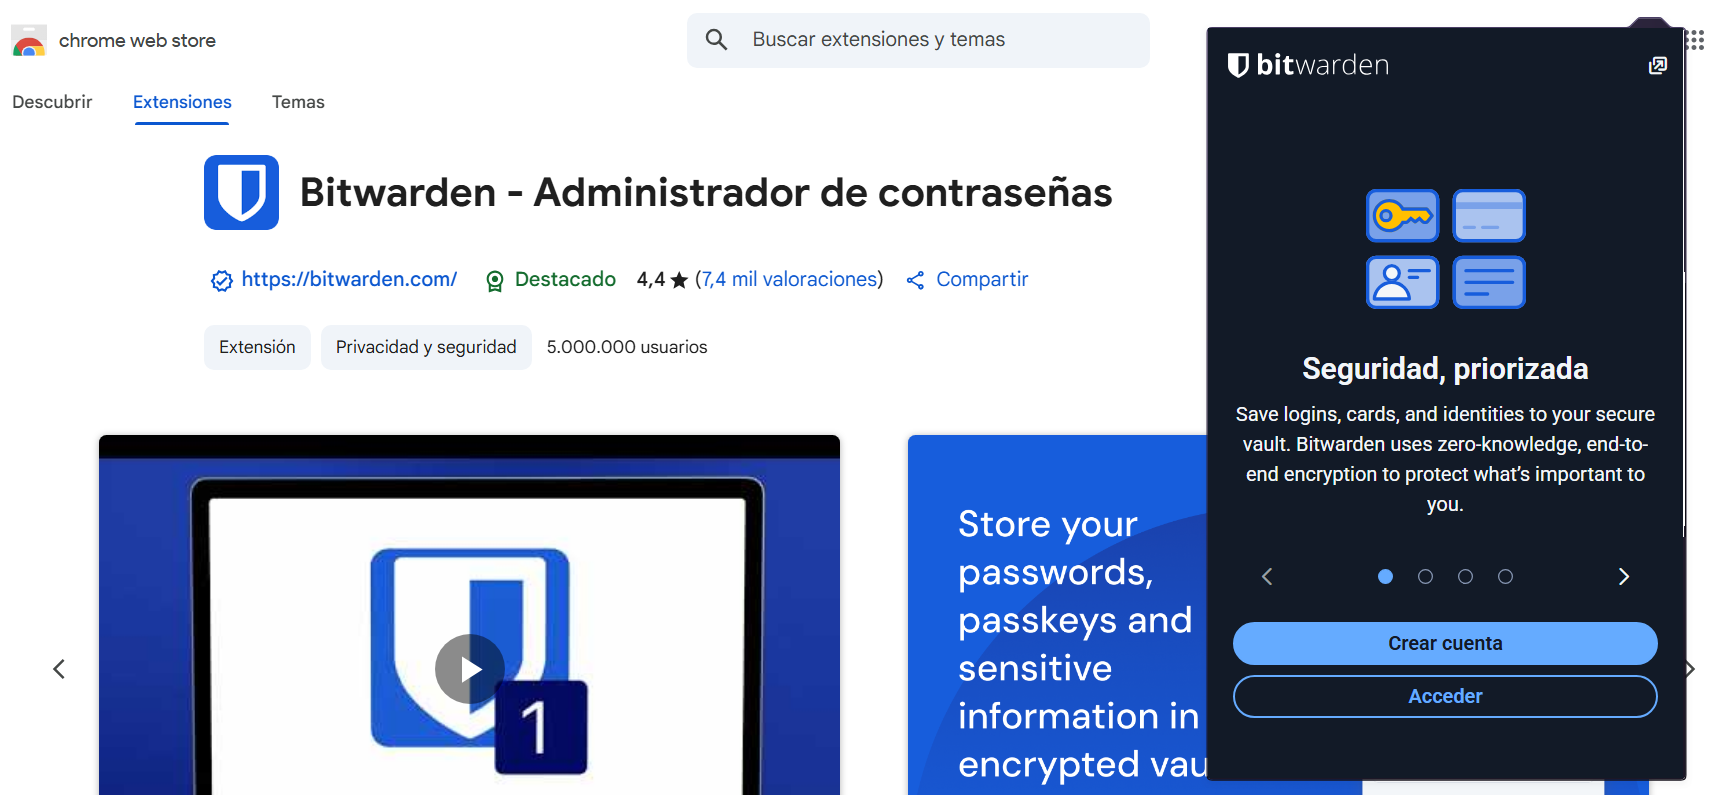 chrome web store
Buscar extensiones y temas
Descubrir
Extensiones
Temas
Bitwarden - Administrador de contraseñas
https://bitwarden.com/
Destacado
4,4★ (7,4 mil valoraciones)
Compartir
Extensión
Privacidad y seguridad
5.000.000 usuarios
1
Store your
passwords,
passkeys and
sensitive
information in
encrypted vau
bitwarden
Seguridad, priorizada
Save logins, cards, and identities to your secure
vault. Bitwarden uses zero-knowledge, end-to-
end encryption to protect what’s important to
you.
Crear cuenta
Acceder